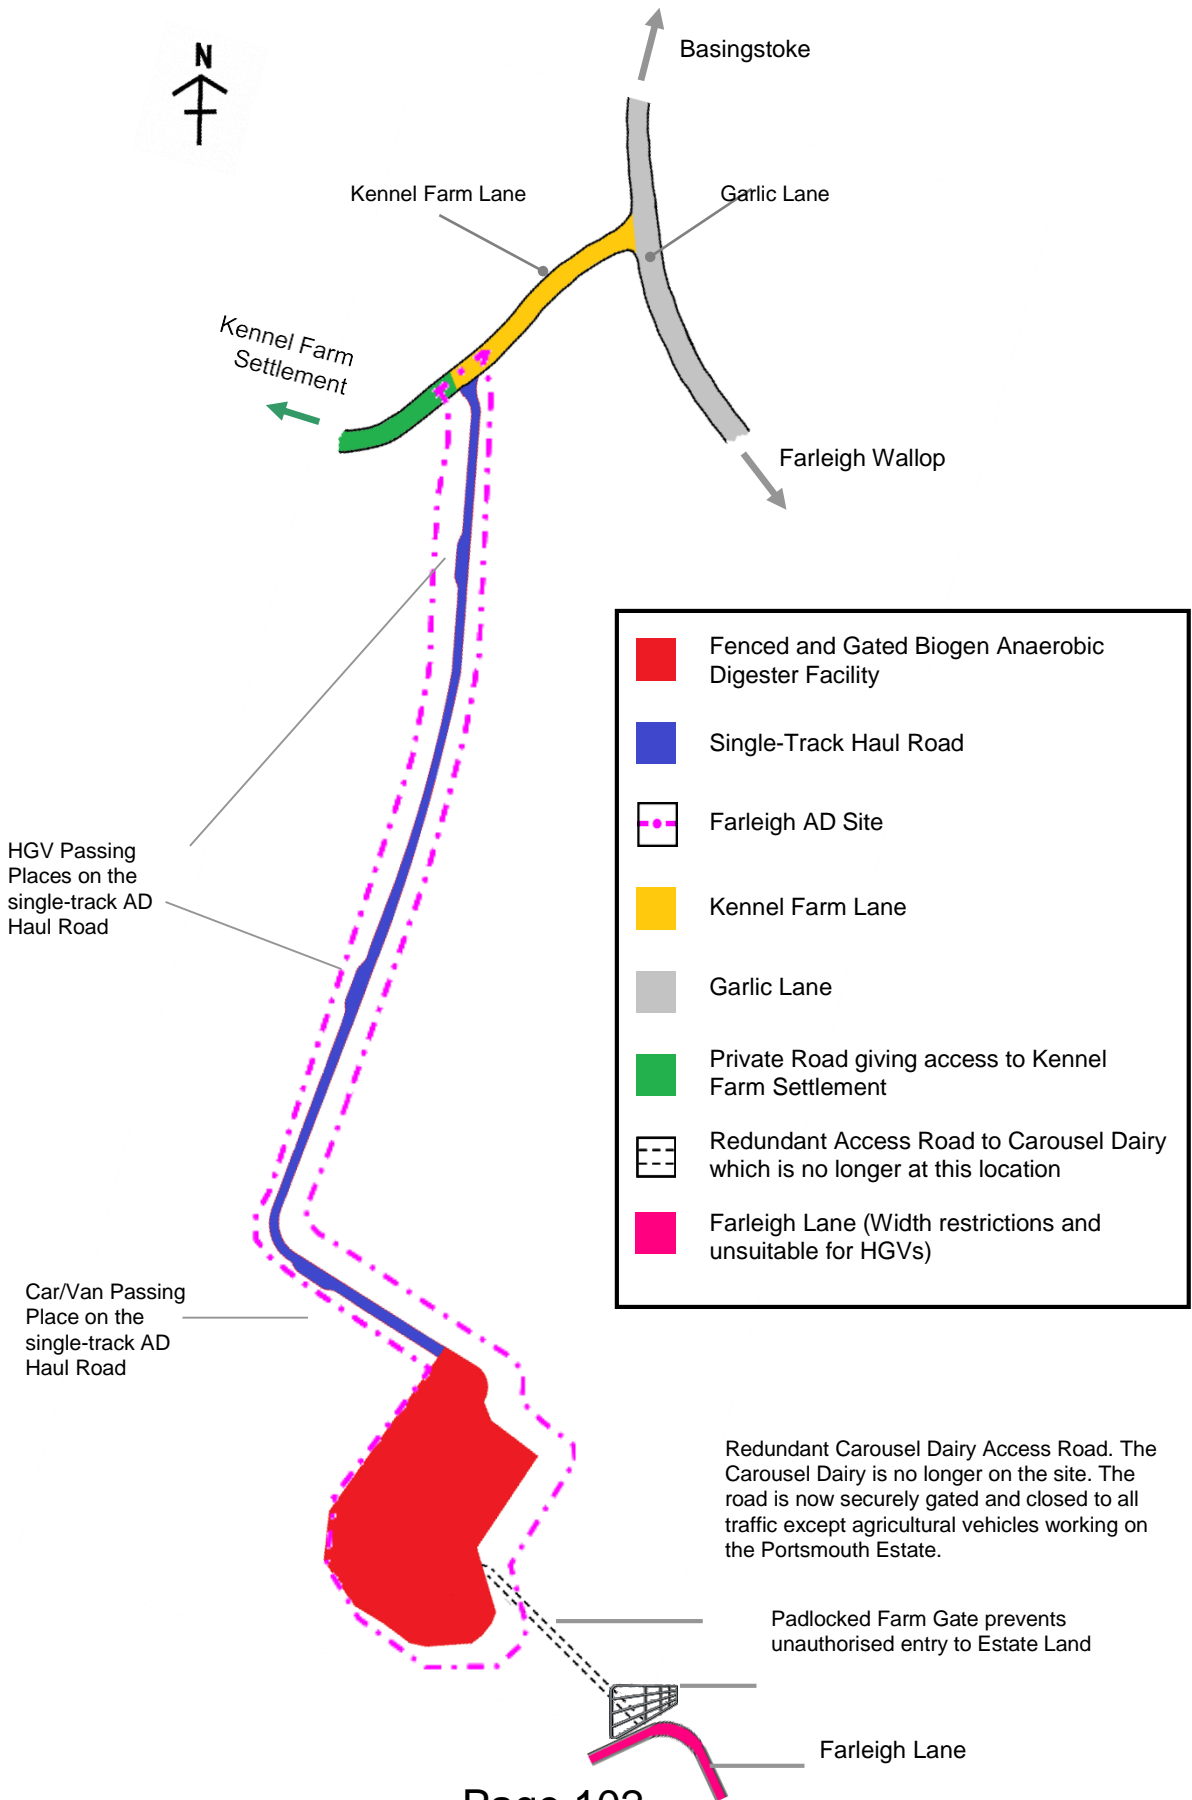 N
Basingstoke
Kennel Farm Lane
Garlic Lane
Kennel Farm
Settlement
Farleigh Wallop
Fenced and Gated Biogen Anaerobic
Digester Facility
Single-Track Haul Road
Farleigh AD Site
Kennel Farm Lane
Garlic Lane
Private Road giving access to Kennel
Farm Settlement
Redundant Access Road to Carousel Dairy
which is no longer at this location
Farleigh Lane (Width restrictions and
unsuitable for HGVs)
HGV Passing
Places on the
single-track AD
Haul Road
Car/Van Passing
Place on the
single-track AD
Haul Road
Redundant Carousel Dairy Access Road. The
Carousel Dairy is no longer on the site. The
road is now securely gated and closed to all
traffic except agricultural vehicles working on
the Portsmouth Estate.
Padlocked Farm Gate prevents
unauthorised entry to Estate Land
Farleigh Lane
Page 102